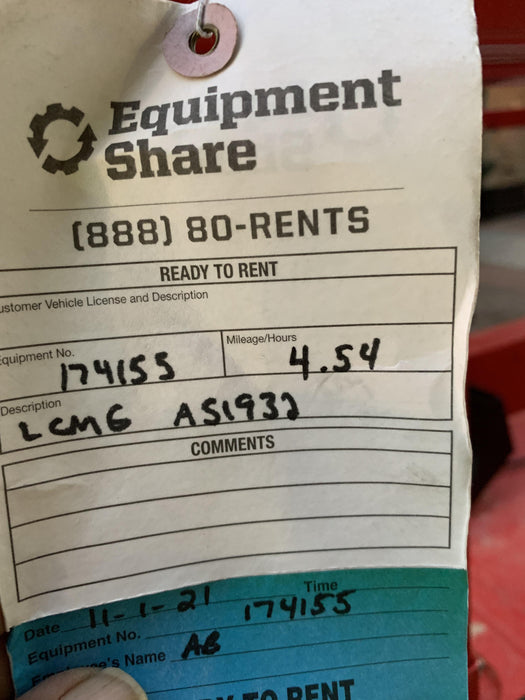 Equipment
Share
(888) 80-RENTS
READY TO RENT
ustomer Vehicle License and Description
quipment No. 174155 Mileage/Hours 4.54
Description LCMG AS1932
COMMENTS
Date 11-1-21 Time
Equipment No. 174155
's Name AB
TO RENT